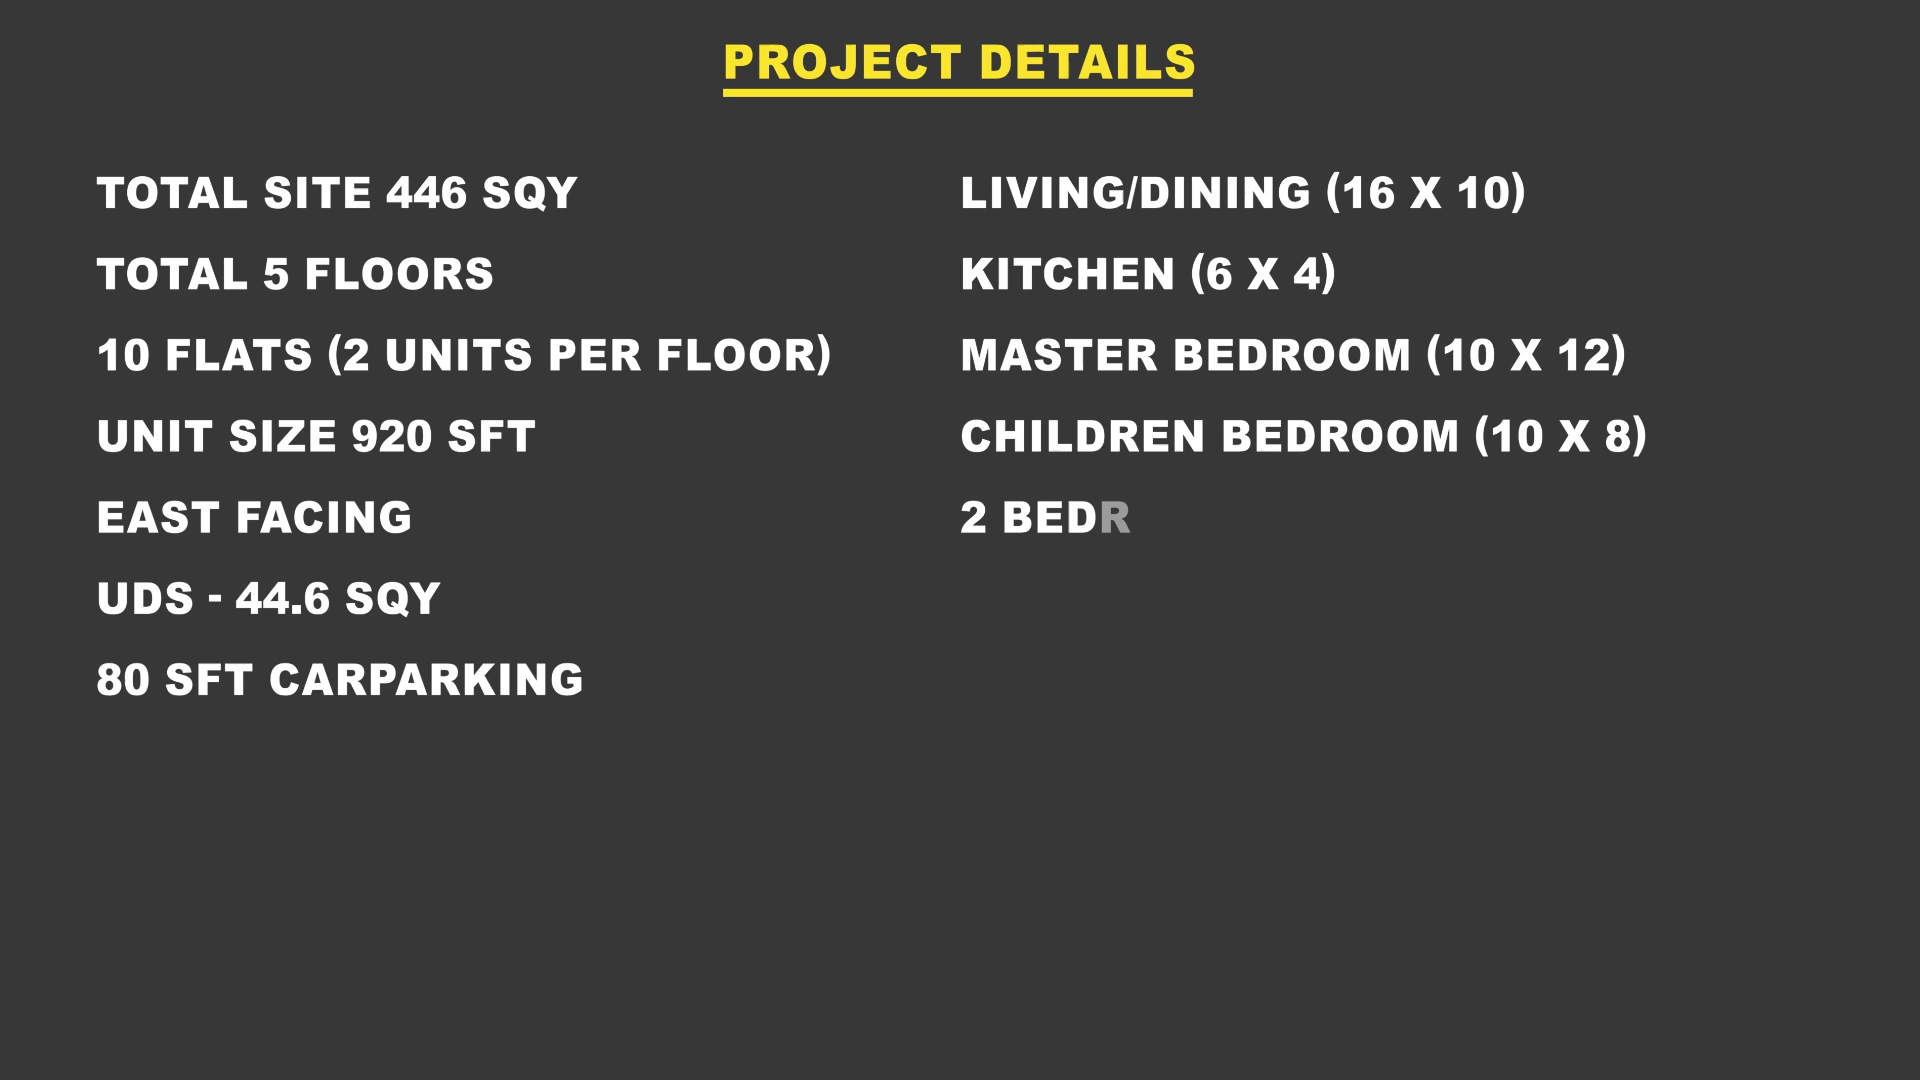 PROJECT DETAILS
TOTAL SITE 446 SQY
TOTAL 5 FLOORS
10 FLATS (2 UNITS PER FLOOR)
UNIT SIZE 920 SFT
EAST FACING
UDS - 44.6 SQY
80 SFT CARPARKING
LIVING/DINING (16 X 10)
KITCHEN (6 X 4)
MASTER BEDROOM (10 X 12)
CHILDREN BEDROOM (10 X 8)
2 BEDR